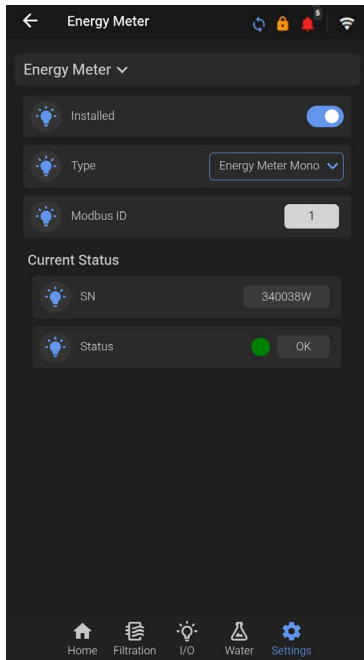 Energy Meter
5
Energy Meter
Installed
Type Energy Meter Mono
Modbus ID 1
Current Status
SN 340038W
Status OK
Home Filtration I/O Water Settings